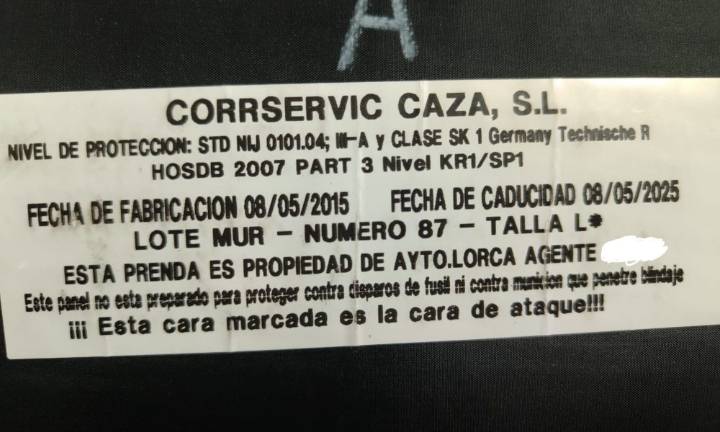 A
CORRSERVIC CAZA, S.L.
NIVEL DE PROTECCION: STD NIJ 0101.04; III-A y CLASE SK 1 Germany Technische R
HOSDB 2007 PART 3 Nivel KR1/SP1
FECHA DE FABRICACION 08/05/2015 FECHA DE CADUCIDAD 08/05/2025
LOTE MUR - NUMERO 87 - TALLA L*
ESTA PRENDA ES PROPIEDAD DE AYTO.LORCA AGENTE
Este panel no esta preparado para proteger contra disparos de fusil ni contra municion que penetre blindaje
¡¡¡ Esta cara marcada es la cara de ataque!!!